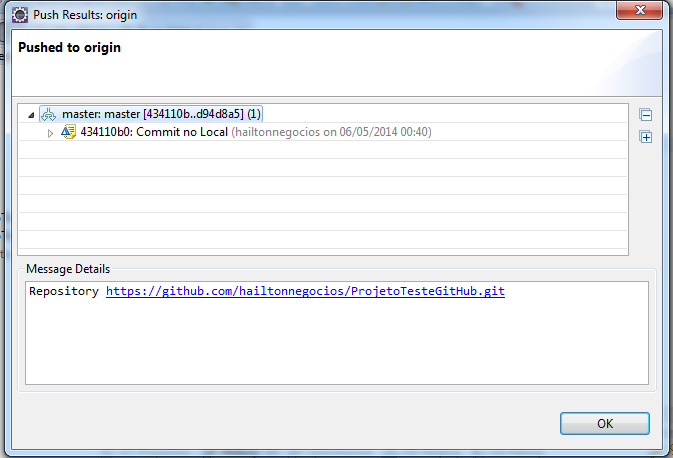 Push Results: origin
Pushed to origin
master: master [434110b..d94d8a5] (1)
434110b0: Commit no Local (hailtonnegocios on 06/05/2014 00:40)
Message Details
Repository https://github.com/hailtonnegocios/ProjetoTesteGitHub.git
OK